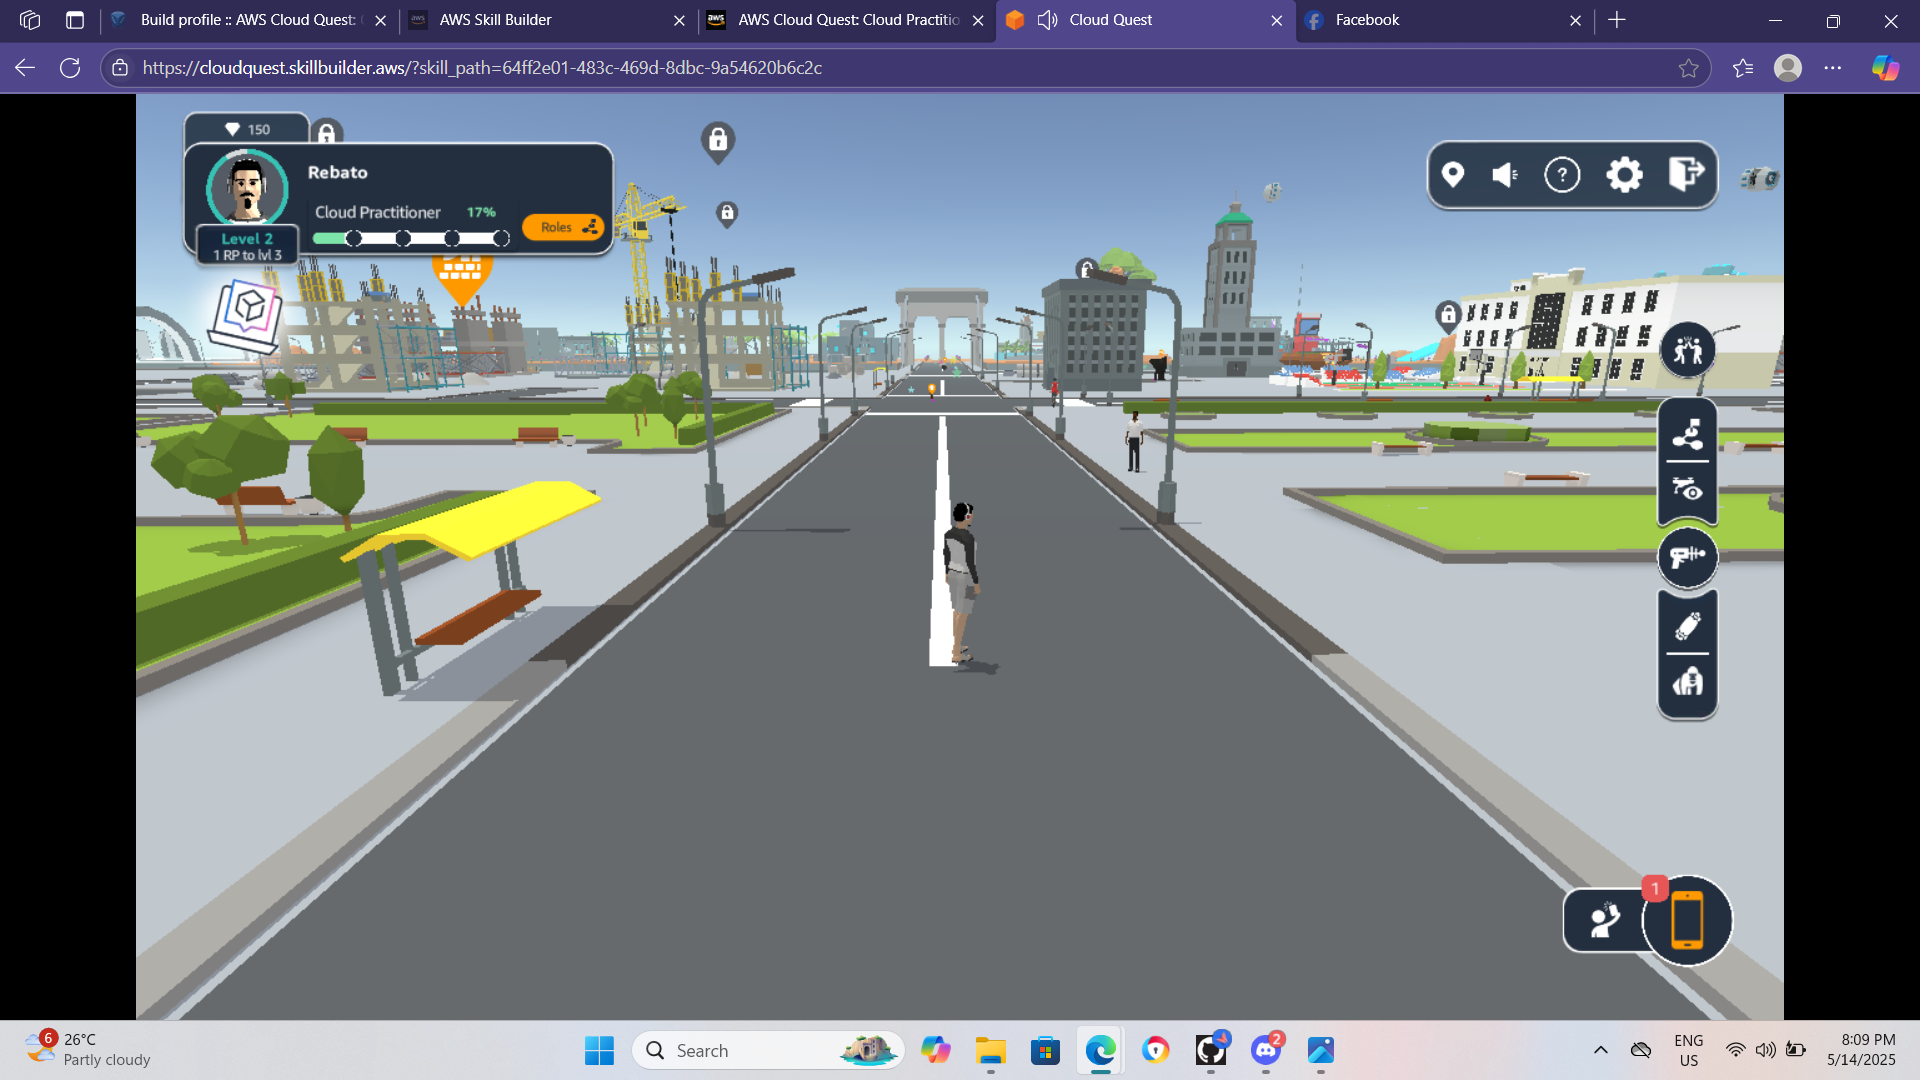 Build profile :: AWS Cloud Quest:
AWS Skill Builder
aws
AWS Cloud Quest: Cloud Practitio
Cloud Quest
Facebook
https://cloudquest.skillbuilder.aws/?skill_path=64ff2e01-483c-469d-8dbc-9a54620b6c2c
150
Rebato
Cloud Practitioner 17%
Roles
Level 2
1 RP to lvl 3
?
1
6
26°C
Partly cloudy
Search
2
ENG
US
8:09 PM
5/14/2025